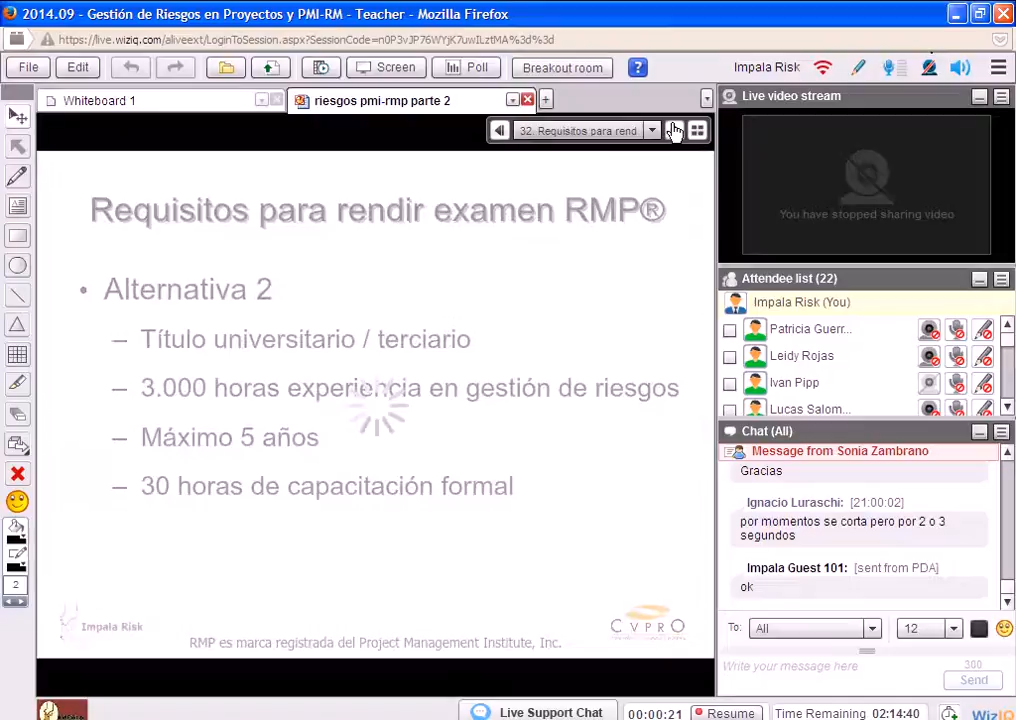 2014.09 - Gestión de Riesgos en Proyectos y PMI-RM - Teacher - Mozilla Firefox
https://live.wiziq.com/aliveext/LoginToSession.aspx?SessionCode=n0P3vJP76WYjK7uwILztMA%3d%3d
File Edit Screen Poll Breakout room ? Impala Risk
Whiteboard 1 riesgos pmi-rmp parte 2 +
32. Requisitos para rend
Requisitos para rendir examen RMP®
• Alternativa 2
– Título universitario / terciario
– 3.000 horas experiencia en gestión de riesgos
– Máximo 5 años
– 30 horas de capacitación formal
Impala Risk
CVPRO
RMP es marca registrada del Project Management Institute, Inc.
Live video stream
You have stopped sharing video
Attendee list (22)
Impala Risk (You)
Patricia Guerr...
Leidy Rojas
Ivan Pipp
Lucas Salom...
Chat (All)
Message from Sonia Zambrano
Gracias
Ignacio Luraschi: [21:00:02]
por momentos se corta pero por 2 o 3
segundos
Impala Guest 101: [sent from PDA]
ok
To: All 12
Write your message here 300
Send
2
Live Support Chat 00:00:21 Resume Time Remaining 02:14:40 WizIQ